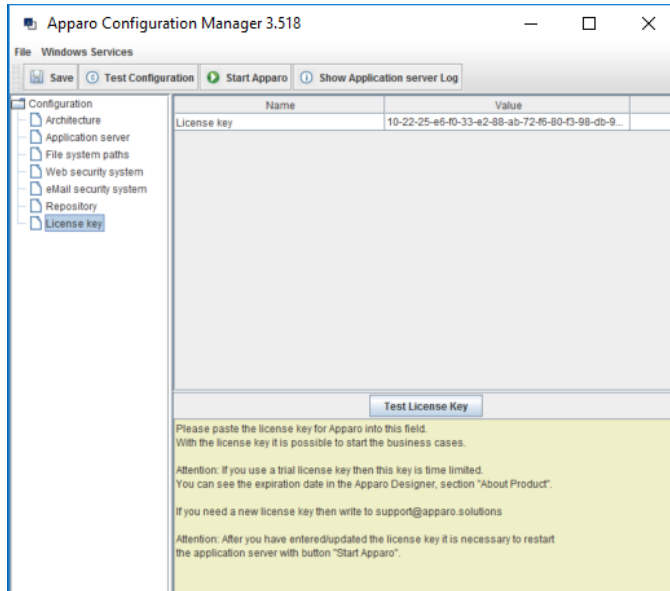 Apparo Configuration Manager 3.518
File Windows Services
Save Test Configuration Start Apparo Show Application server Log
Configuration
Architecture
Application server
File system paths
Web security system
eMail security system
Repository
License key
Name Value
License key 10-22-25-e6-f0-33-e2-88-ab-72-f6-80-f3-98-db-9...
Test License Key
Please paste the license key for Apparo into this field.
With the license key it is possible to start the business cases.
Attention: If you use a trial license key then this key is time limited.
You can see the expiration date in the Apparo Designer, section "About Product".
If you need a new license key then write to support@apparo.solutions
Attention: After you have entered/updated the license key it is necessary to restart
the application server with button "Start Apparo".